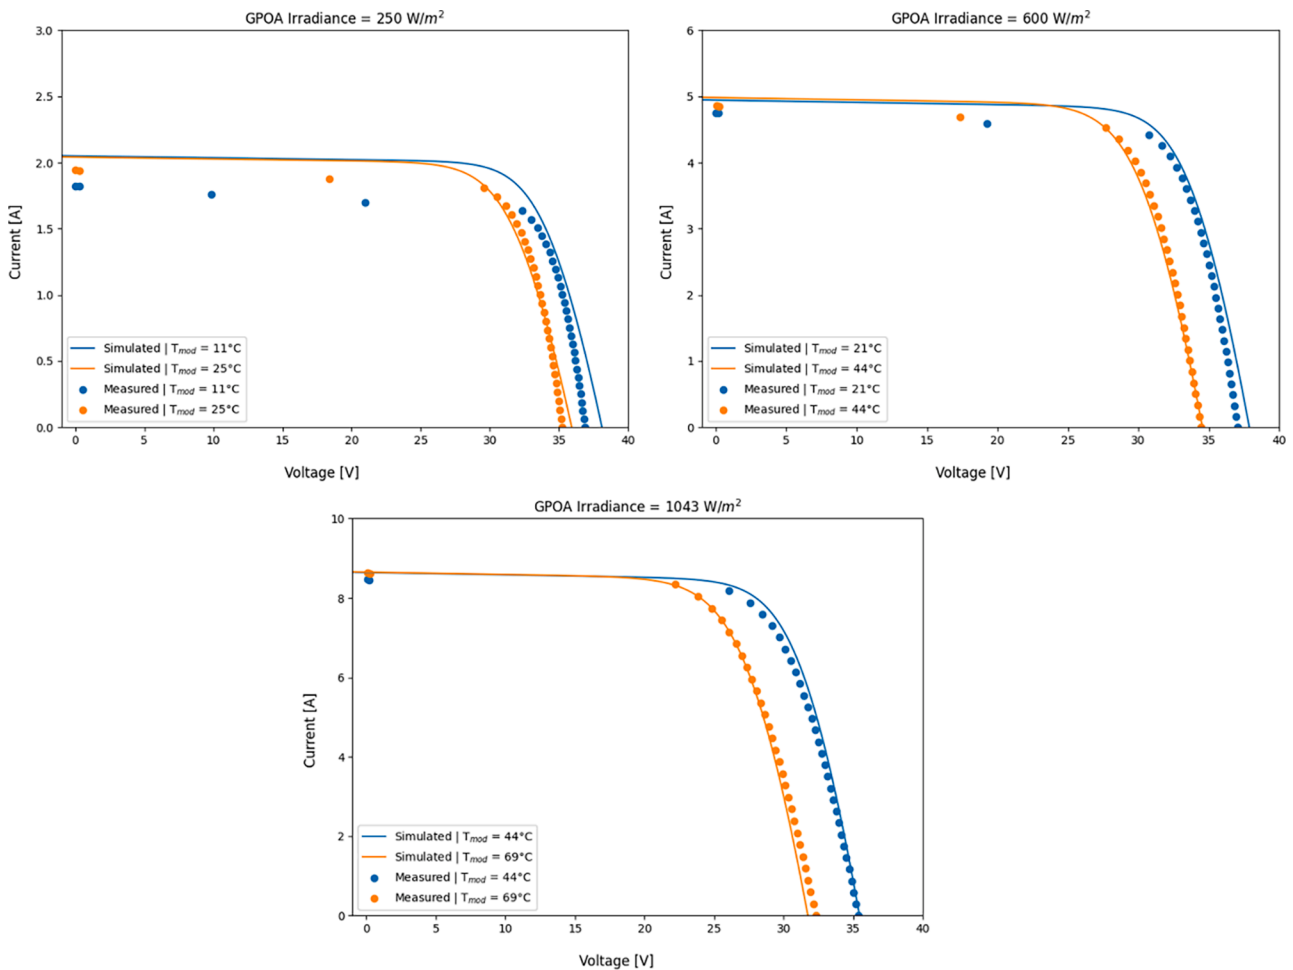 GPOA Irradiance = 250 W/m²
3.0
2.5
2.0
1.5
1.0
0.5
0.0
Current [A]
Simulated | Tmod = 11°C
Simulated | Tmod = 25°C
Measured | Tmod = 11°C
Measured | Tmod = 25°C
0 5 10 15 20 25 30 35 40
Voltage [V]
GPOA Irradiance = 600 W/m²
6
5
4
3
2
1
0
Current [A]
Simulated | Tmod = 21°C
Simulated | Tmod = 44°C
Measured | Tmod = 21°C
Measured | Tmod = 44°C
0 5 10 15 20 25 30 35 40
Voltage [V]
GPOA Irradiance = 1043 W/m²
10
8
6
4
2
0
Current [A]
Simulated | Tmod = 44°C
Simulated | Tmod = 69°C
Measured | Tmod = 44°C
Measured | Tmod = 69°C
0 5 10 15 20 25 30 35 40
Voltage [V]